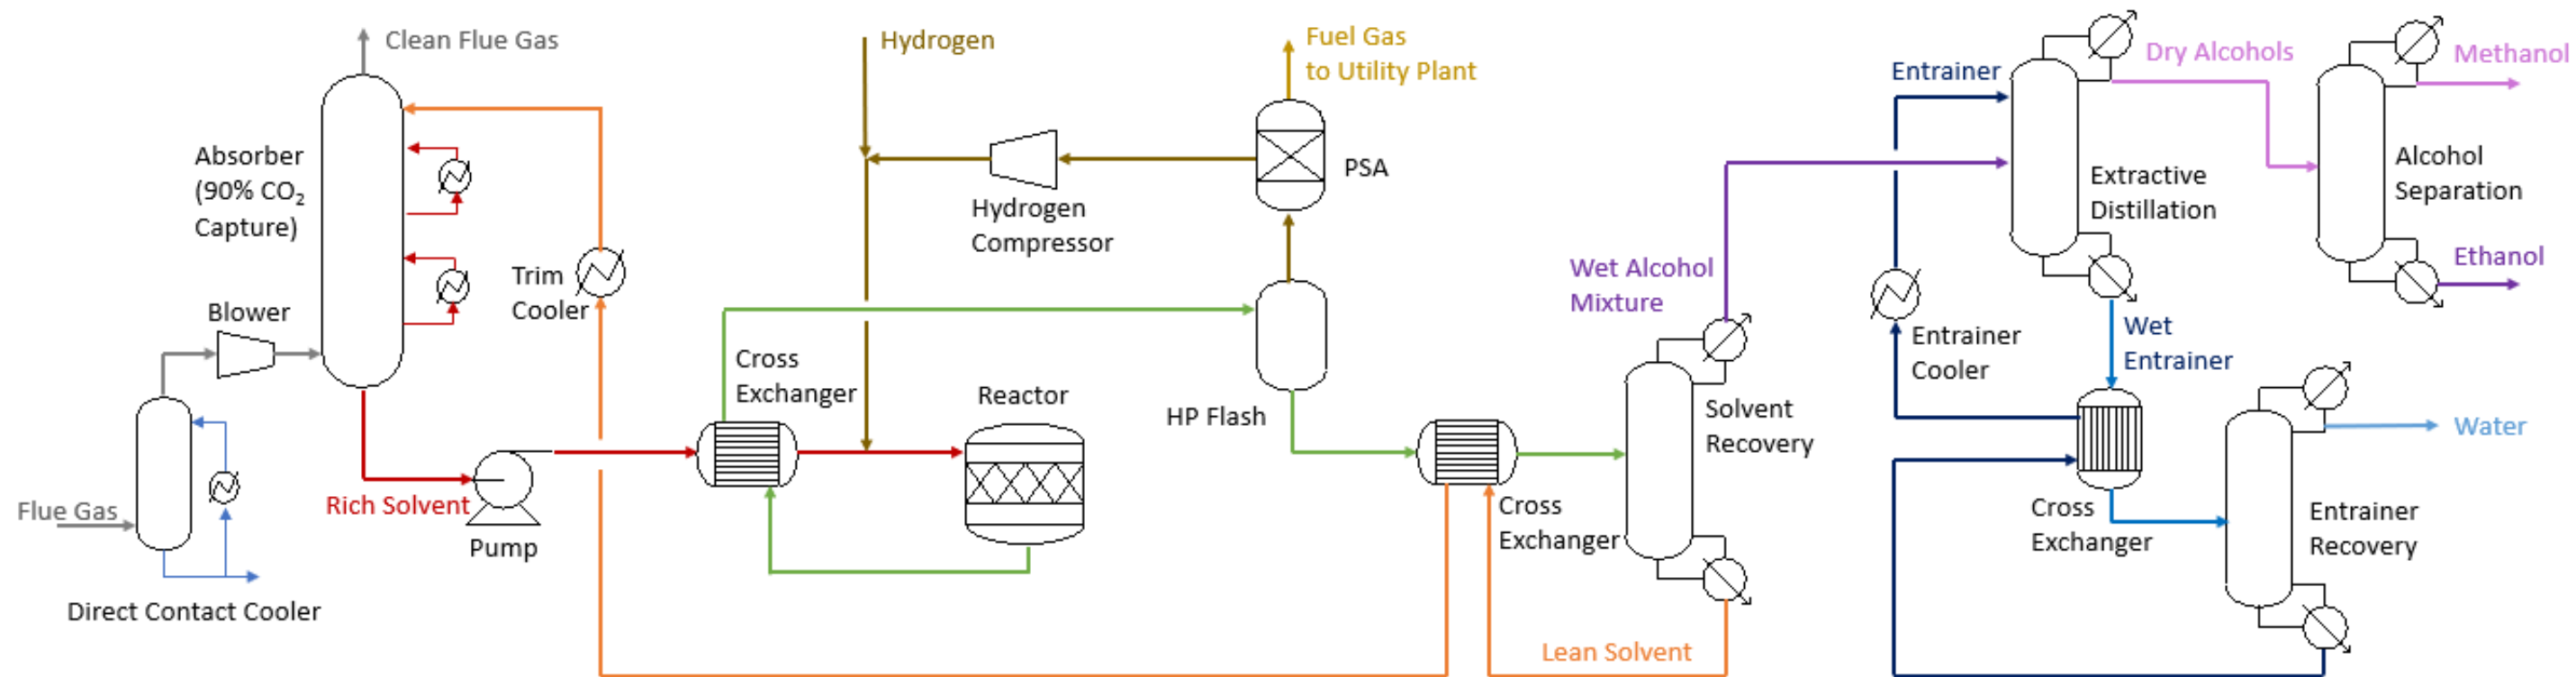 Clean Flue Gas
Absorber
(90% CO₂
Capture)
Blower
Flue Gas
Direct Contact Cooler
Rich Solvent
Pump
Trim
Cooler
Cross
Exchanger
Hydrogen
Hydrogen
Compressor
Reactor
Fuel Gas
to Utility Plant
PSA
HP Flash
Cross
Exchanger
Lean Solvent
Wet Alcohol
Mixture
Solvent
Recovery
Entrainer
Entrainer
Cooler
Extractive
Distillation
Dry Alcohols
Wet
Entrainer
Cross
Exchanger
Entrainer
Recovery
Water
Alcohol
Separation
Methanol
Ethanol